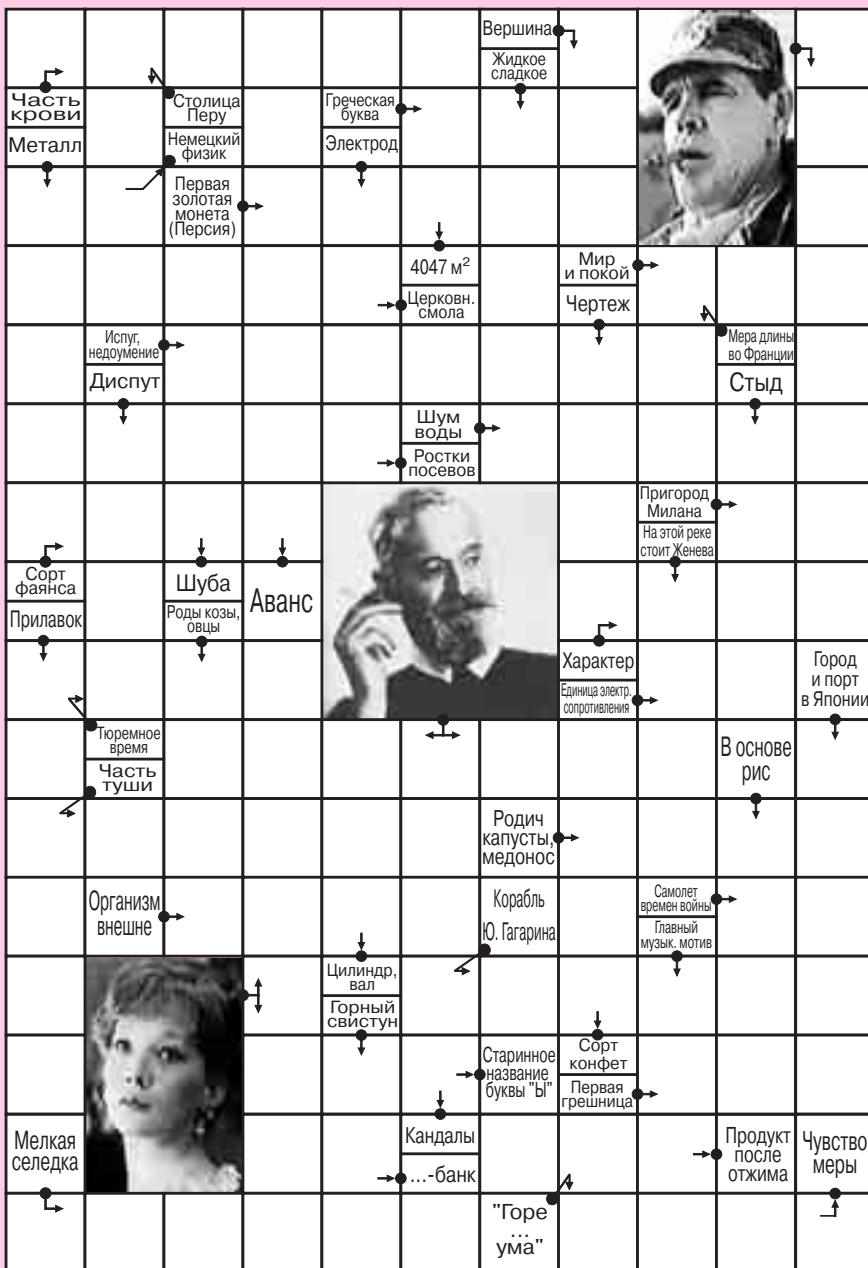 Вершина
Жидкое
сладкое
Часть
крови
Металл
Столица
Перу
Немецкий
физик
Греческая
буква
Электрод
Первая
золотая
монета
(Персия)
4047 м²
Церковн.
смола
Мир
и покой
Чертеж
Испуг,
недоумение
Диспут
Мера длины
во Франции
Стыд
Шум
воды
Ростки
посевов
Пригород
Милана
На этой реке
стоит Женева
Сорт
фаянса
Прилавок
Шуба
Роды козы,
овцы
Аванс
Характер
Единица электр.
сопротивления
Город
и порт
в Японии
Тюремное
время
Часть
туши
В основе
рис
Родич
капусты,
медонос
Организм
внешне
Корабль
Ю. Гагарина
Самолет
времен войны
Главный
музык. мотив
Цилиндр,
вал
Горный
свистун
Старинное
название
буквы "Ы"
Сорт
конфет
Первая
грешница
Мелкая
селедка
Кандалы
...-банк
Продукт
после
отжима
Чувство
меры
"Горе
...
ума"